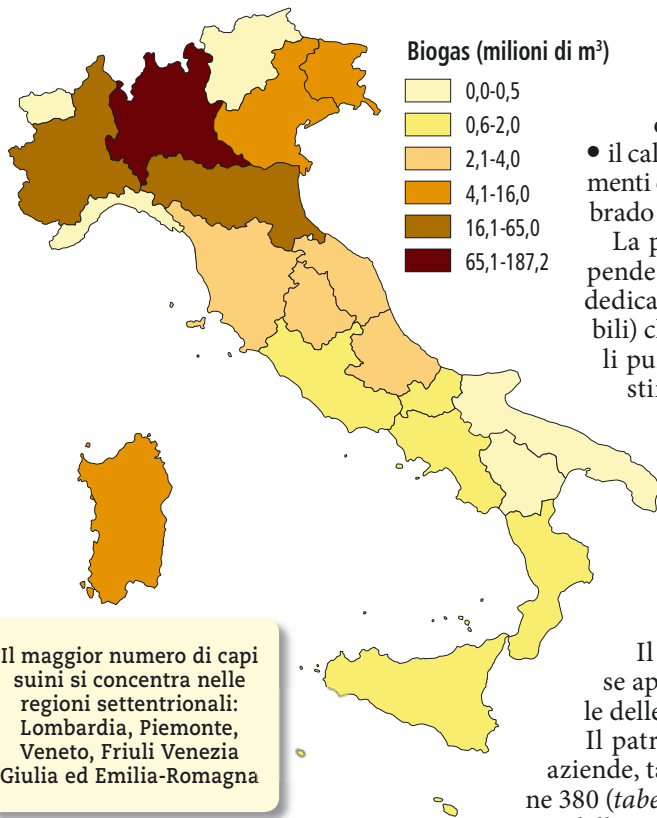 Biogas (milioni di m³)
0,0-0,5
0,6-2,0
2,1-4,0
4,1-16,0
16,1-65,0
65,1-187,2
• il cal
menti
brado
La p
pende
dedica
bili) c
li pu
stir
Il maggior numero di capi
suini si concentra nelle
regioni settentrionali:
Lombardia, Piemonte,
Veneto, Friuli Venezia
Giulia ed Emilia-Romagna
Il
se ap
le delle
Il patr
aziende, ta
ne 380 (tabe